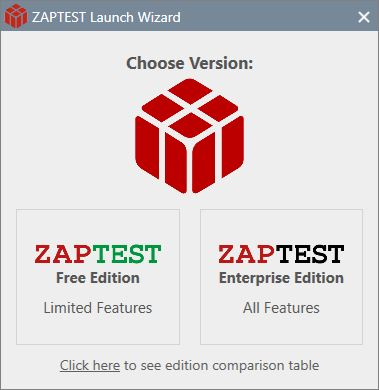 ZAPTEST Launch Wizard
Choose Version:
ZAPTEST
Free Edition
Limited Features
ZAPTEST
Enterprise Edition
All Features
Click here to see edition comparison table